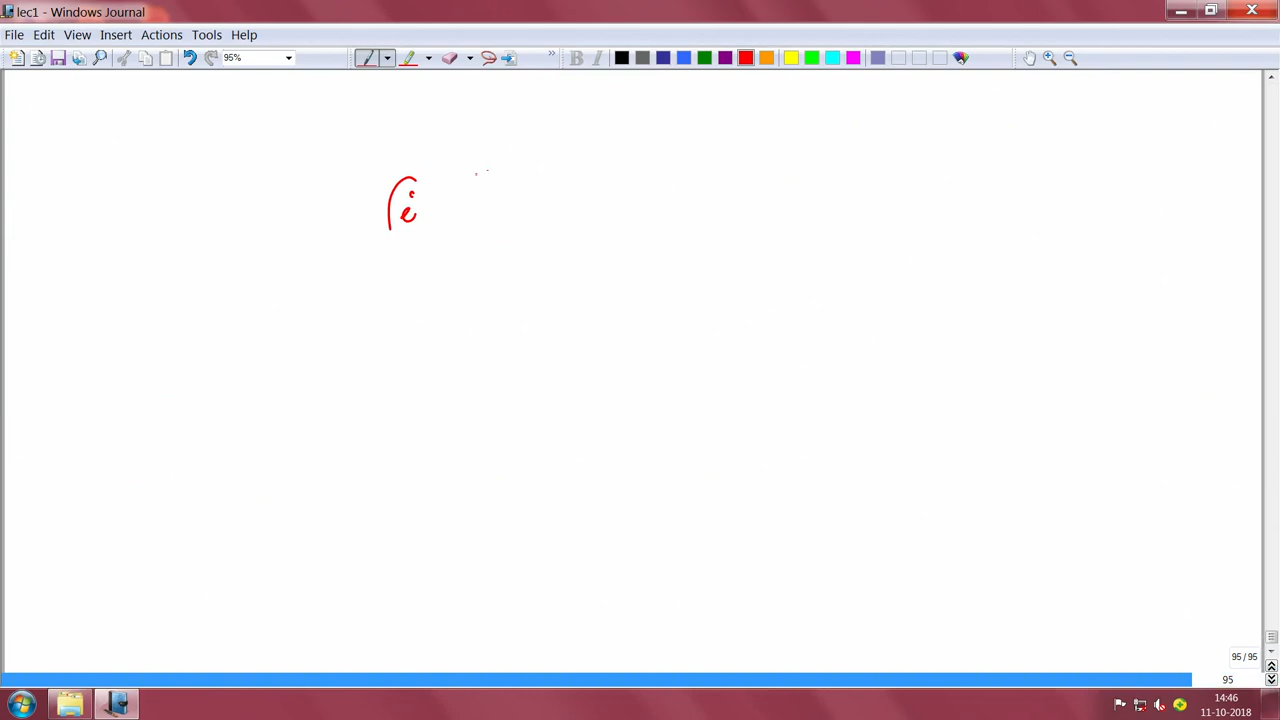 lec1 - Windows Journal
File Edit View Insert Actions Tools Help
95%
B I
(
95 / 95
95
14:46
11-10-2018